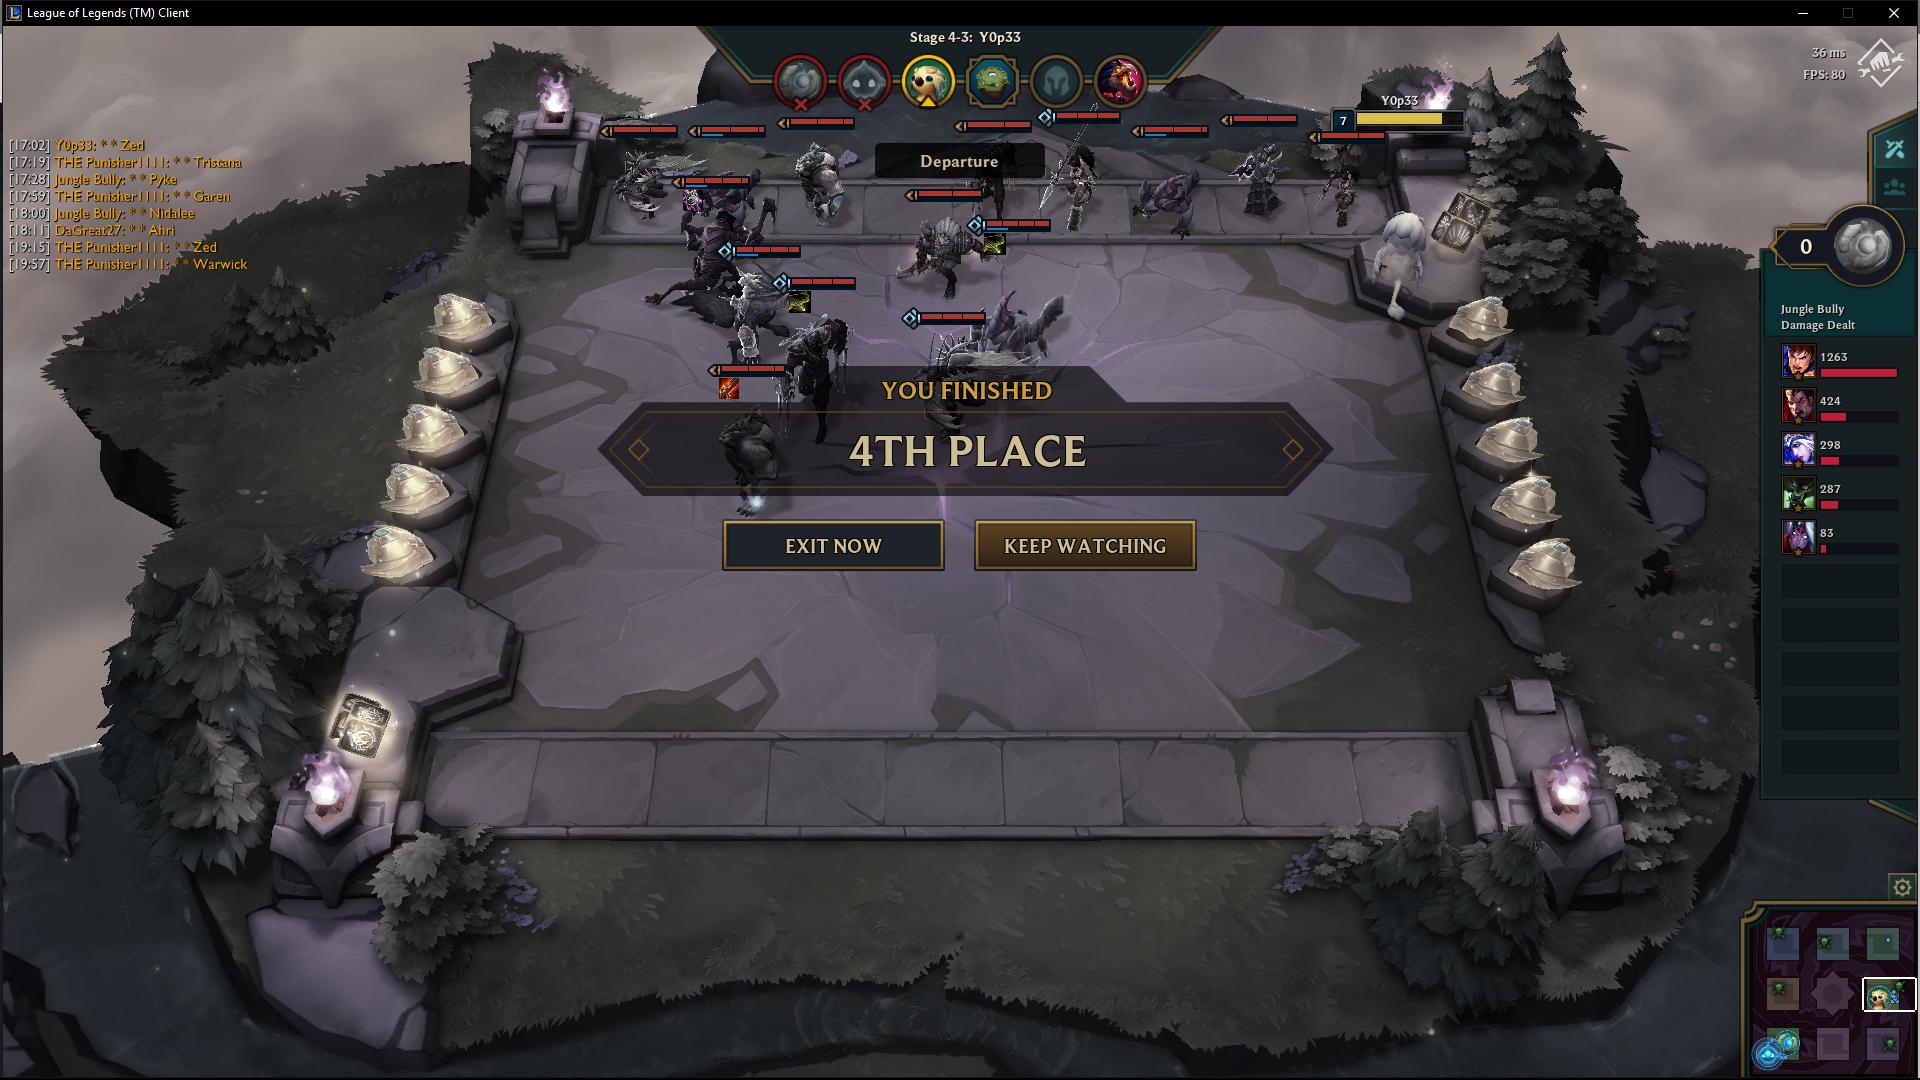 League of Legends (TM) Client
Stage 4-3: Y0p33
36 ms
FPS: 80
Y0p33
7
[17:02] Y0p33: * * Zed
[17:19] THE Punisher1111: * * Tristana
[17:28] Jungle Bully: * * Pyke
[17:59] THE Punisher1111: * * Garen
[18:00] Jungle Bully: * * Nidalee
[18:11] DaGreat27: * * Ahri
[19:15] THE Punisher1111: * * Zed
[19:57] THE Punisher1111: * * Warwick
Departure
0
Jungle Bully
Damage Dealt
1263
424
298
287
83
YOU FINISHED
4TH PLACE
EXIT NOW
KEEP WATCHING